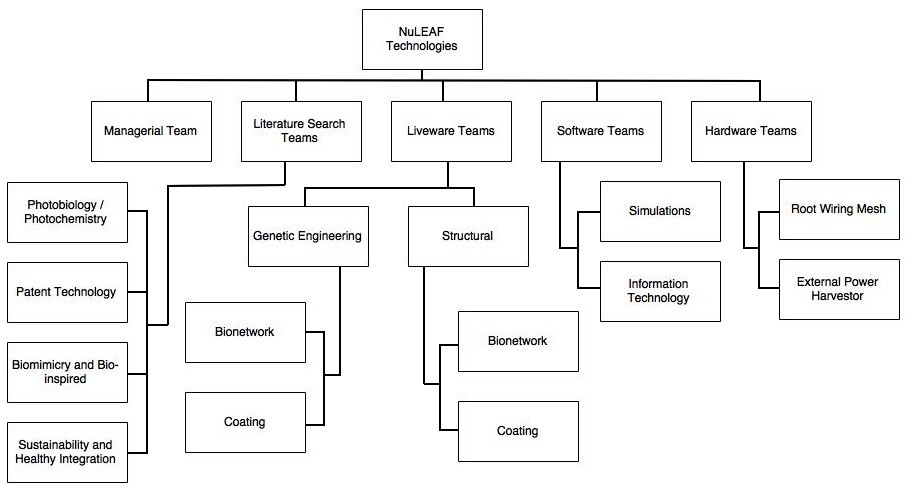 NuLEAF
Technologies
Managerial Team
Literature Search
Teams
Liveware Teams
Software Teams
Hardware Teams
Photobiology /
Photochemistry
Patent Technology
Biomimicry and Bio-
inspired
Sustainability and
Healthy Integration
Genetic Engineering
Bionetwork
Coating
Structural
Bionetwork
Coating
Simulations
Information
Technology
Root Wiring Mesh
External Power
Harvestor